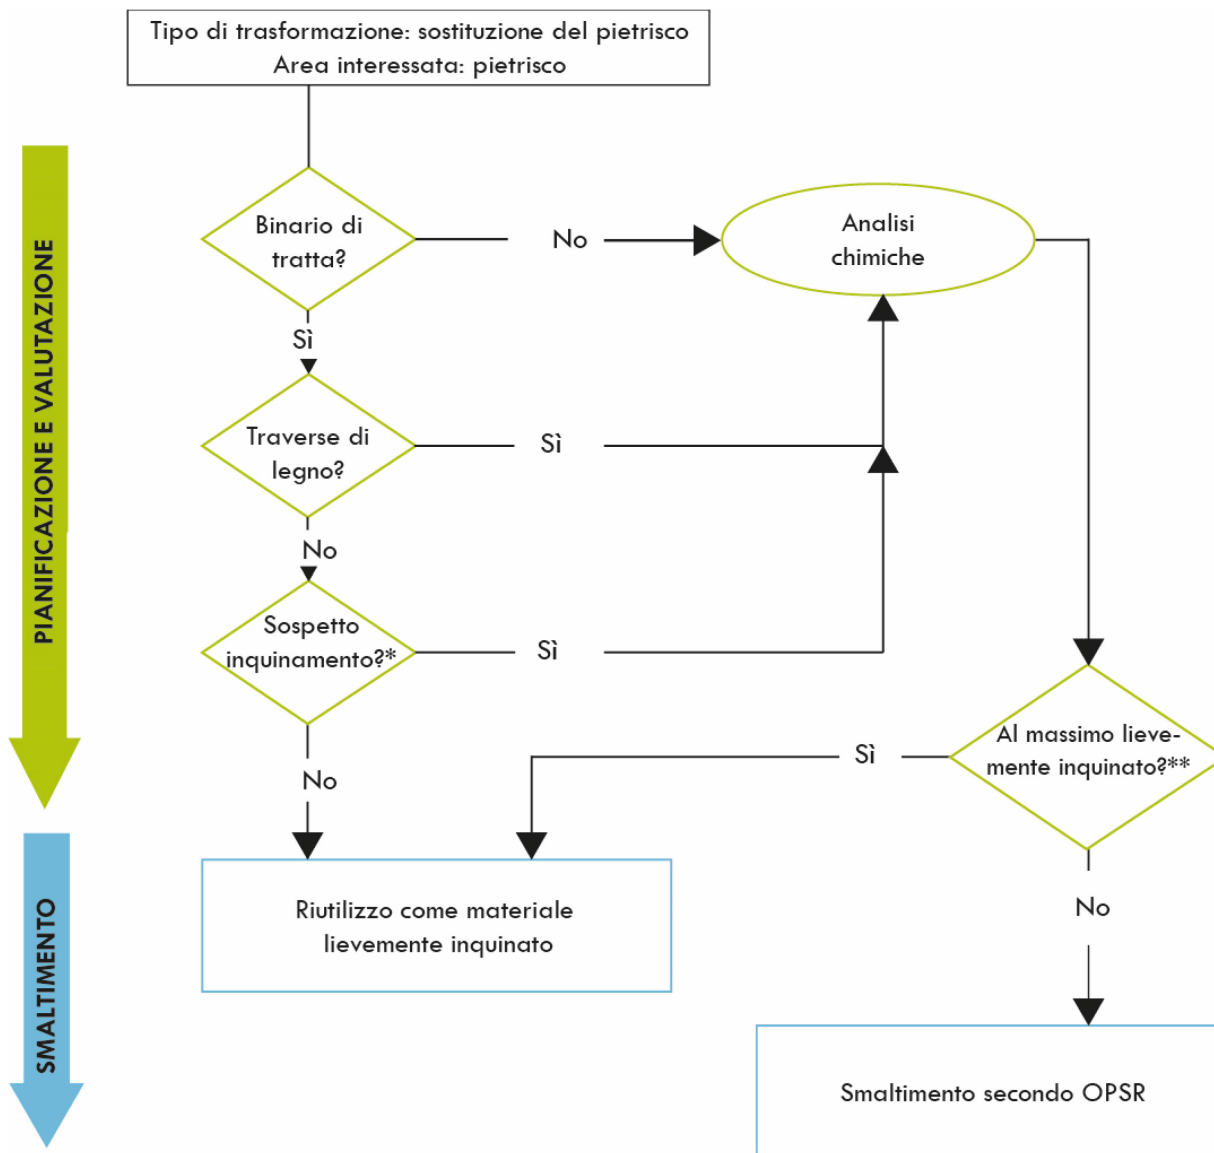 Tipo di trasformazione: sostituzione del pietrisco
Area interessata: pietrisco
PIANIFICAZIONE E VALUTAZIONE
Binario di
tratta?
No
Analisi
chimiche
Sì
Traverse di
legno?
Sì
No
Sospetto
inquinamento?*
Sì
No
Al massimo lieve-
mente inquinato?**
Sì
No
SMALTIMENTO
Riutilizzo come materiale
lievemente inquinato
Smaltimento secondo OPSR